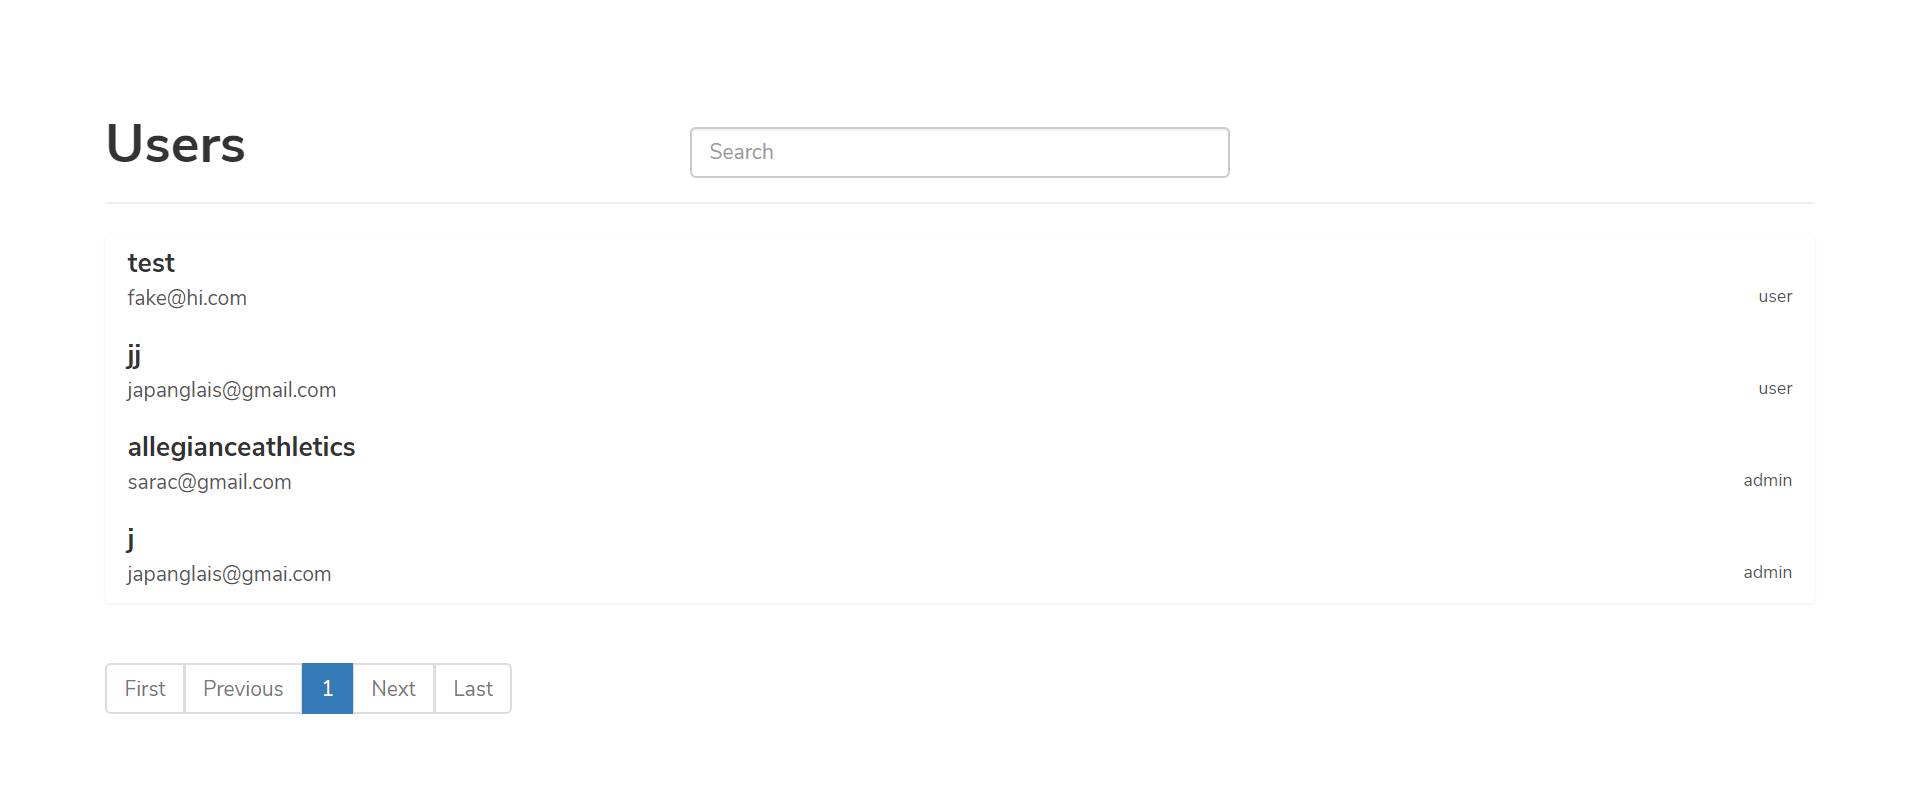 Users
Search
test
fake@hi.com
user
jj
japanglais@gmail.com
user
allegianceathletics
sarac@gmail.com
admin
j
japanglais@gmai.com
admin
First Previous 1 Next Last